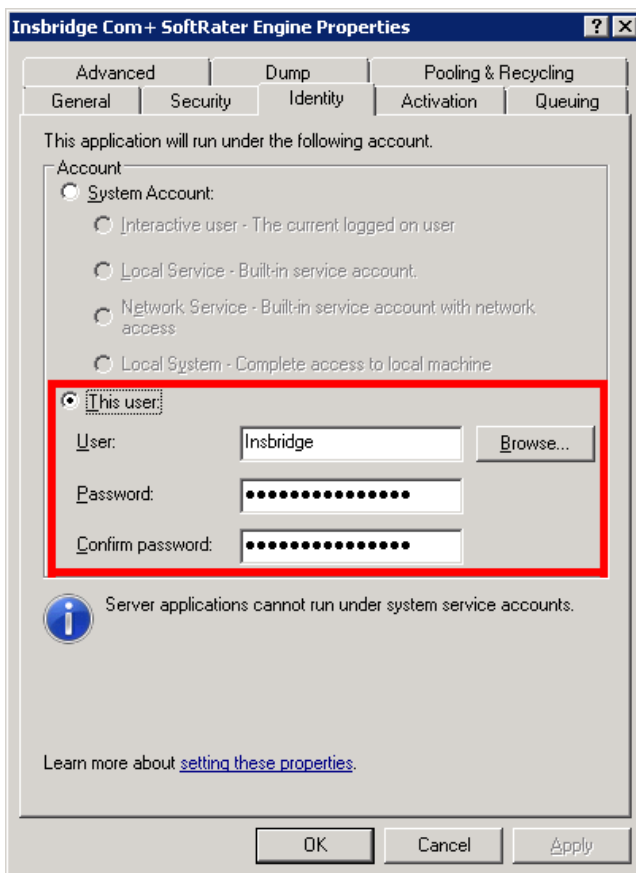 Insbridge Com+ SoftRater Engine Properties
Advanced Dump Pooling & Recycling
General Security Identity Activation Queuing
This application will run under the following account.
Account
System Account:
Interactive user - The current logged on user
Local Service - Built-in service account.
Network Service - Built-in service account with network
access
Local System - Complete access to local machine
This user:
User: Insbridge Browse...
Password: •••••••••••••••
Confirm password: •••••••••••••••
Server applications cannot run under system service accounts.
Learn more about setting these properties.
OK Cancel Apply